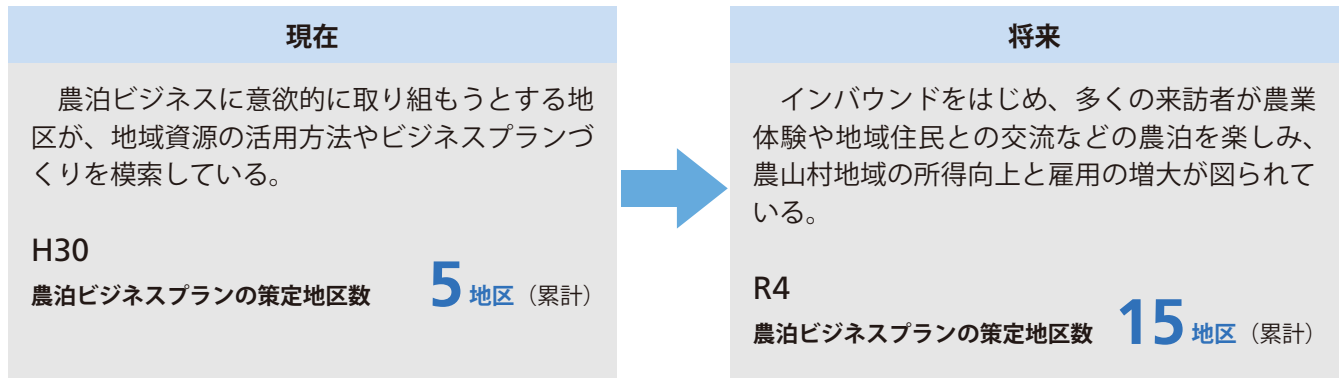 現在
農泊ビジネスに意欲的に取り組もうとする地
区が、地域資源の活用方法やビジネスプランづ
くりを模索している。
H30
農泊ビジネスプランの策定地区数 5地区（累計）
将来
インバウンドをはじめ、多くの来訪者が農業
体験や地域住民との交流などの農泊を楽しみ、
農山村地域の所得向上と雇用の増大が図られて
いる。
R4
農泊ビジネスプランの策定地区数 15地区（累計）